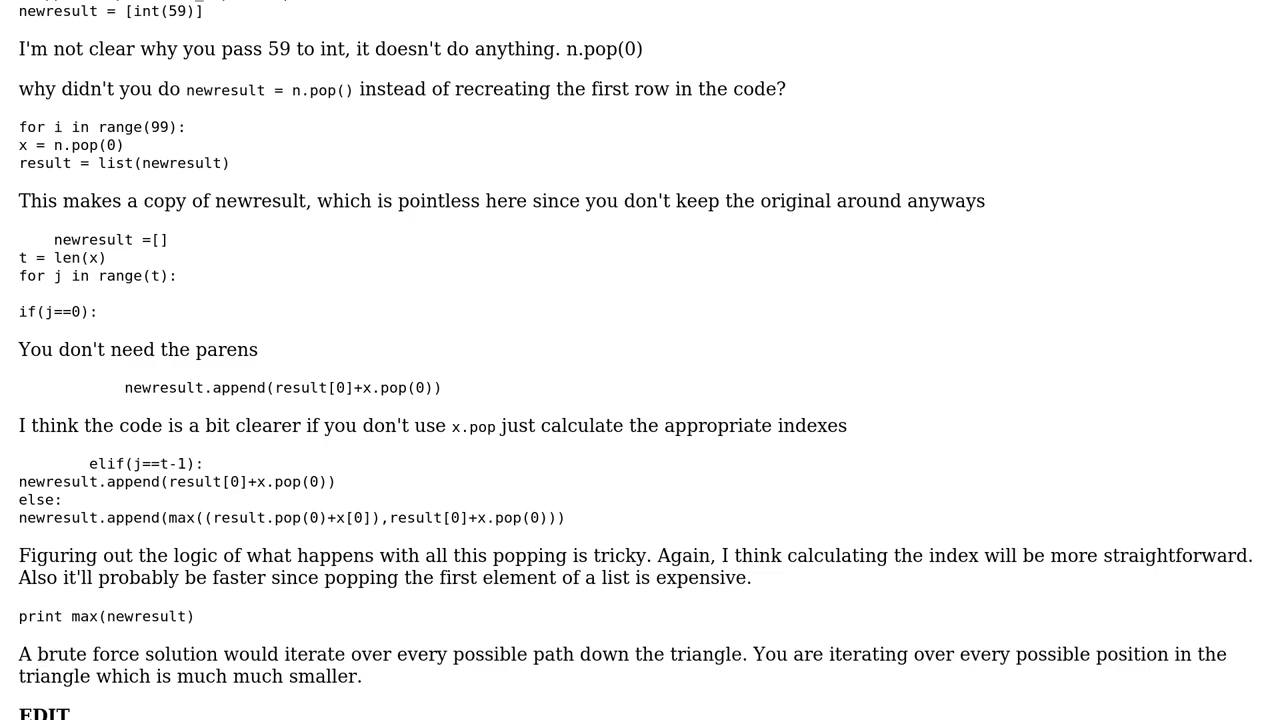 newresult = [int(59)]
I'm not clear why you pass 59 to int, it doesn't do anything. n.pop(0)
why didn't you do newresult = n.pop() instead of recreating the first row in the code?
for i in range(99):
x = n.pop(0)
result = list(newresult)
This makes a copy of newresult, which is pointless here since you don't keep the original around anyways
    newresult =[]
t = len(x)
for j in range(t):
if(j==0):
You don't need the parens
            newresult.append(result[0]+x.pop(0))
I think the code is a bit clearer if you don't use x.pop just calculate the appropriate indexes
        elif(j==t-1):
newresult.append(result[0]+x.pop(0))
else:
newresult.append(max((result.pop(0)+x[0]),result[0]+x.pop(0)))
Figuring out the logic of what happens with all this popping is tricky. Again, I think calculating the index will be more straightforward.
Also it'll probably be faster since popping the first element of a list is expensive.
print max(newresult)
A brute force solution would iterate over every possible path down the triangle. You are iterating over every possible position in the
triangle which is much much smaller.
EDIT